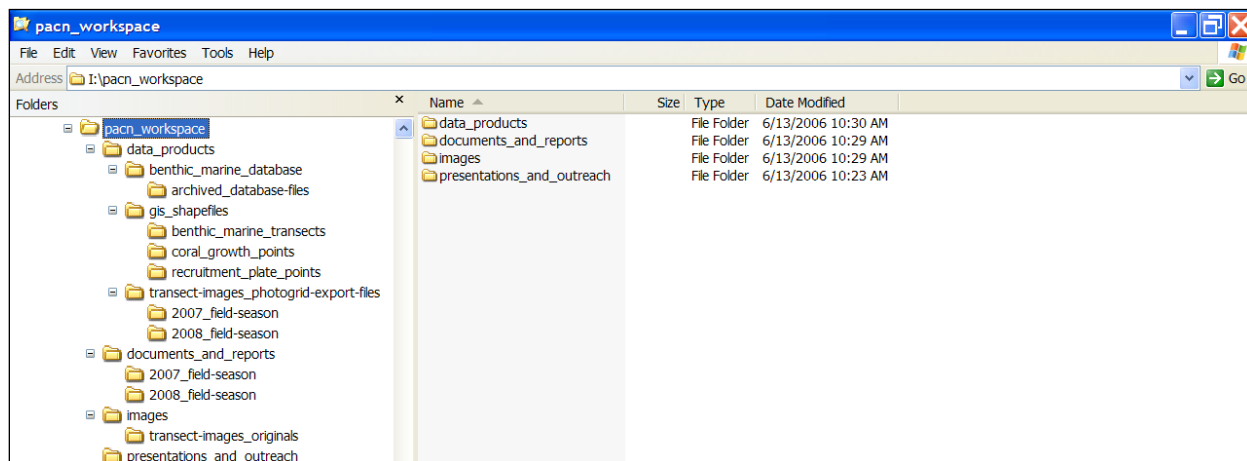 pacn_workspace
File Edit View Favorites Tools Help
Address I:\pacn_workspace Go
Folders × Name Size Type Date Modified
pacn_workspace
data_products
benthic_marine_database
archived_database-files
gis_shapefiles
benthic_marine_transects
coral_growth_points
recruitment_plate_points
transect-images_photogrid-export-files
2007_field-season
2008_field-season
documents_and_reports
2007_field-season
2008_field-season
images
transect-images_originals
presentations_and_outreach
data_products File Folder 6/13/2006 10:30 AM
documents_and_reports File Folder 6/13/2006 10:29 AM
images File Folder 6/13/2006 10:29 AM
presentations_and_outreach File Folder 6/13/2006 10:23 AM